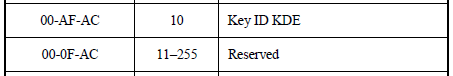 00-AF-AC 10 Key ID KDE
00-0F-AC 11–255 Reserved